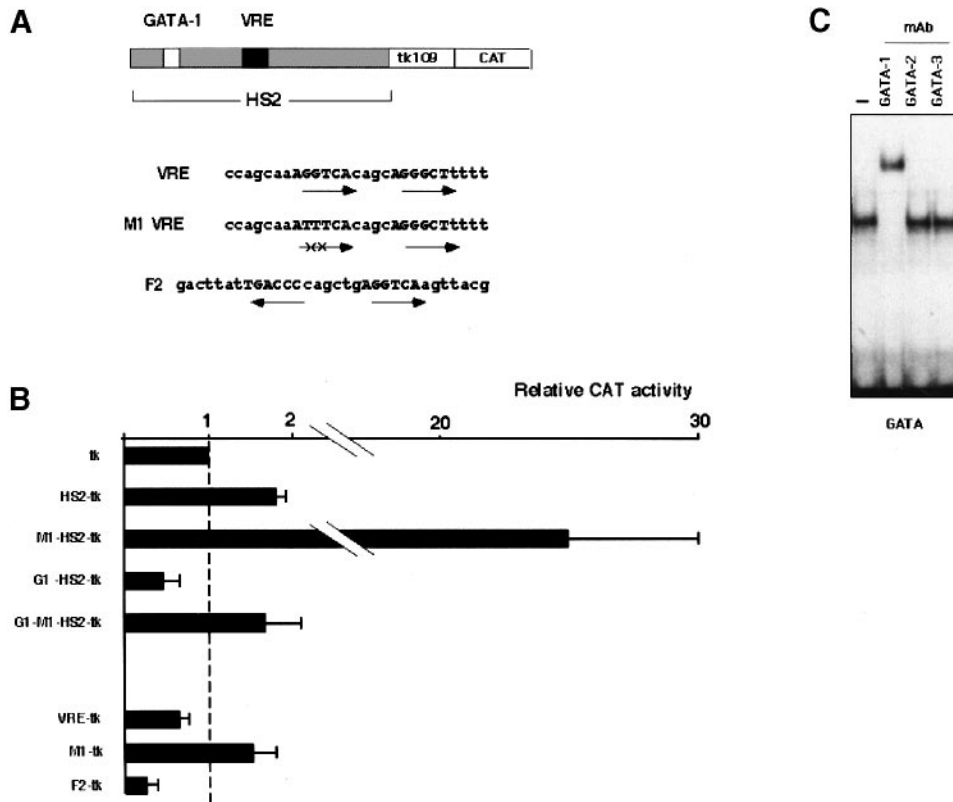 A
GATA-1 VRE
tk109 CAT
HS2
VRE ccagcaaAGGTCAcagcAGGGCTtttt
M1 VRE ccagcaaATTTCAcagcAGGGCTtttt
F2 gacttatTGACCCcagctgAGGTCAagttacg
B
Relative CAT activity
1 2 20 30
tk
HS2-tk
M1-HS2-tk
G1-HS2-tk
G1-M1-HS2-tk
VRE-tk
M1-tk
F2-tk
C
mAb
– GATA-1 GATA-2 GATA-3
GATA